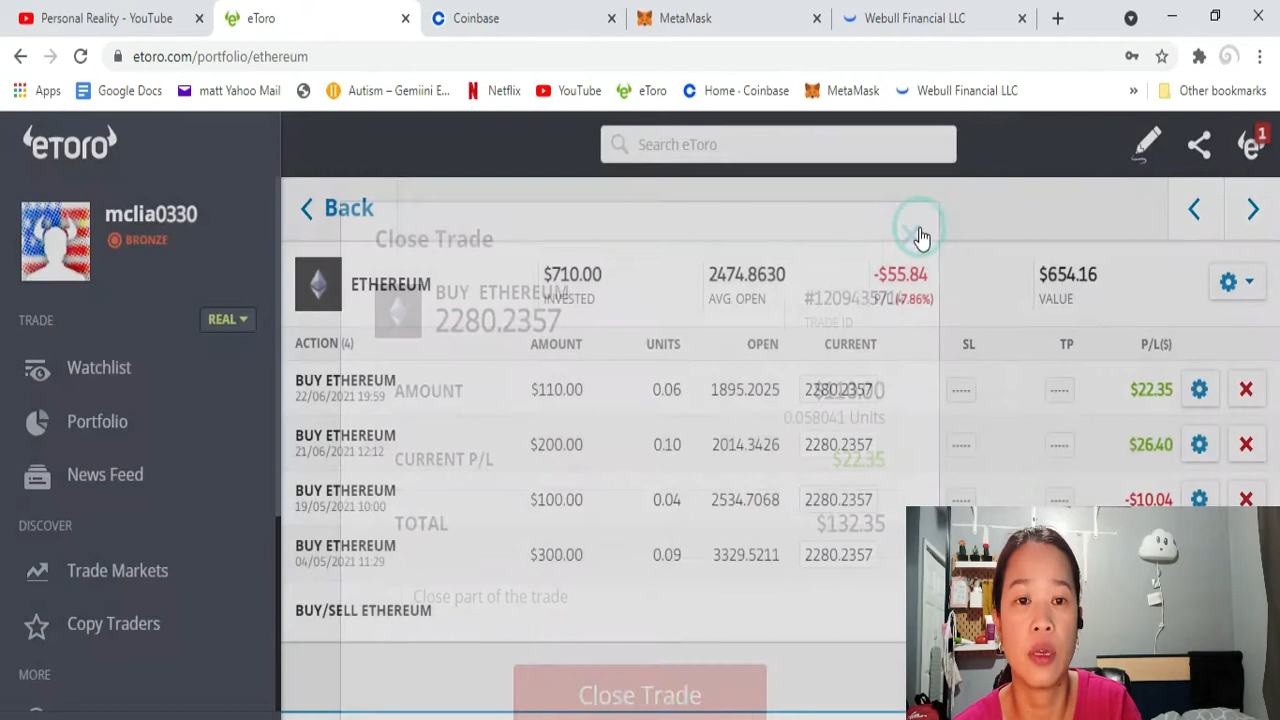 Personal Reality - YouTube
eToro
Coinbase
MetaMask
Webull Financial LLC
etoro.com/portfolio/ethereum
Apps
Google Docs
matt Yahoo Mail
Autism – Gemiini E...
Netflix
YouTube
eToro
Home · Coinbase
MetaMask
Webull Financial LLC
Other bookmarks
eToro
Search eToro
1
mclia0330
BRONZE
Back
Close Trade
ETHEREUM
$710.00
INVESTED
2474.8630
AVG OPEN
-$55.84
P/L (-7.86%)
$654.16
VALUE
BUY ETHEREUM
2280.2357
TRADE ID
TRADE
REAL
ACTION (4) AMOUNT UNITS OPEN CURRENT SL TP P/L($)
Watchlist
BUY ETHEREUM
22/06/2021 19:59
$110.00 0.06 1895.2025 2280.2357 ----- ----- $22.35
AMOUNT
$110.00
0.058041 Units
Portfolio
BUY ETHEREUM
21/06/2021 12:12
$200.00 0.10 2014.3426 2280.2357 ----- ----- $26.40
CURRENT P/L
$22.35
News Feed
BUY ETHEREUM
19/05/2021 10:00
$100.00 0.04 2534.7068 2280.2357 ----- ----- -$10.04
TOTAL
$132.35
DISCOVER
BUY ETHEREUM
04/05/2021 11:29
$300.00 0.09 3329.5211 2280.2357
Trade Markets
Close part of the trade
Copy Traders
BUY/SELL ETHEREUM
MORE
Close Trade